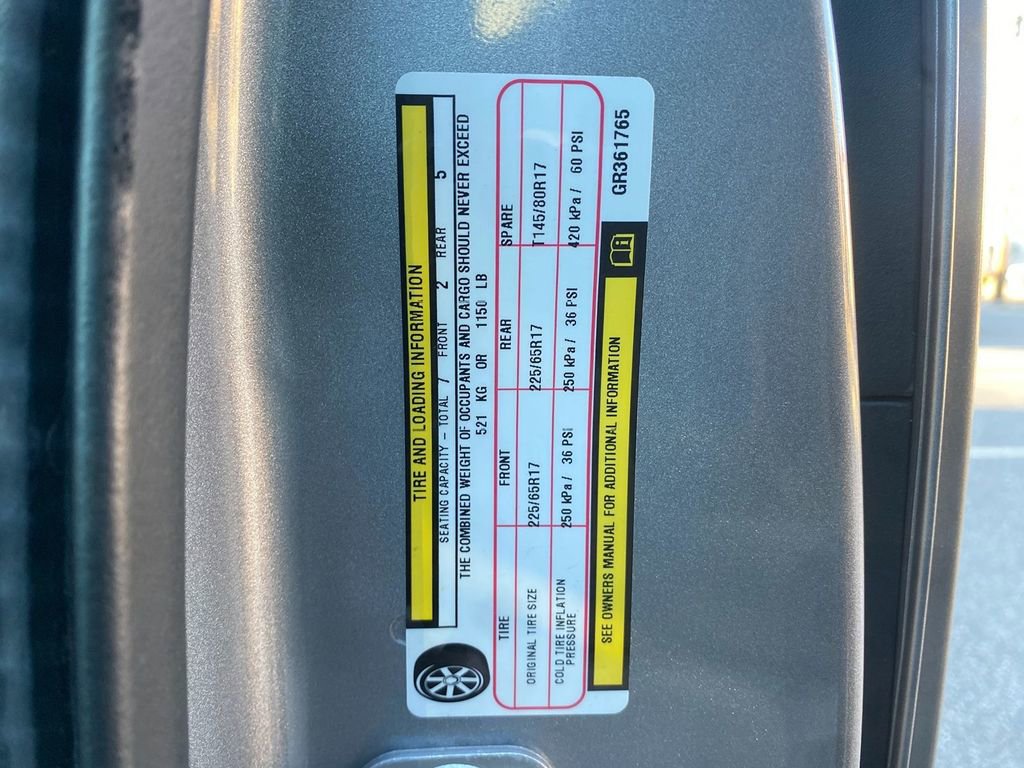 TIRE AND LOADING INFORMATION
SEATING CAPACITY – TOTAL 7 FRONT 2 REAR 5
THE COMBINED WEIGHT OF OCCUPANTS AND CARGO SHOULD NEVER EXCEED
521 KG OR 1150 LB
TIRE FRONT REAR SPARE
ORIGINAL TIRE SIZE 225/65R17 225/65R17 T145/80R17
COLD TIRE INFLATION
PRESSURE 250 kPa / 36 PSI 250 kPa / 36 PSI 420 kPa / 60 PSI
SEE OWNERS MANUAL FOR ADDITIONAL INFORMATION
GR361765